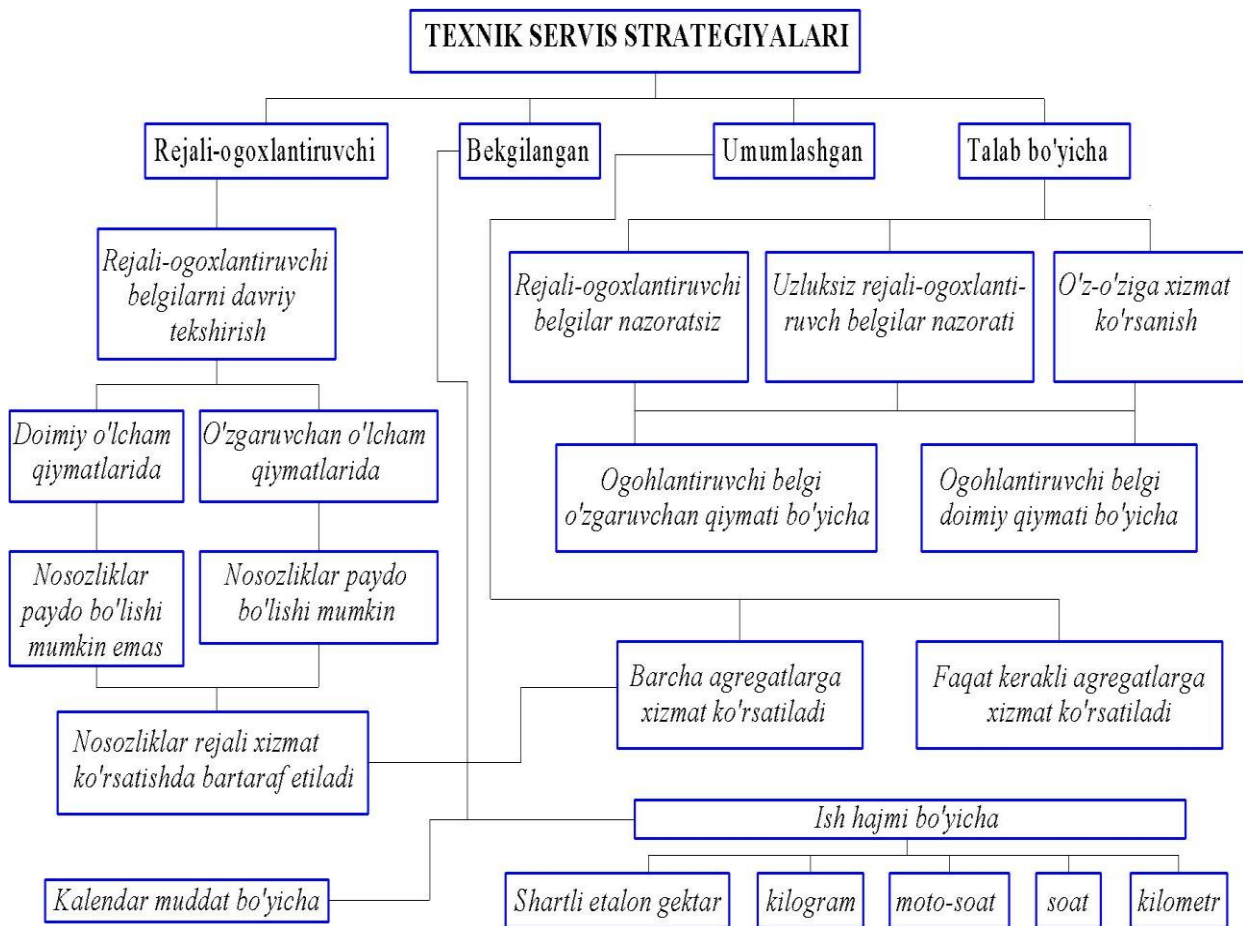 TEXNIK SERVIS STRATEGIYALARI
Rejali-ogoxlantiruvchi
Bekgilangan
Umumlashgan
Talab bo'yicha
Rejali-ogoxlantiruvchi
belgilarni davriy
tekshirish
Rejali-ogoxlantiruvchi
belgilar nazoratsiz
Uzluksiz rejali-ogoxlanti-
ruvch belgilar nazorati
O'z-o'ziga xizmat
ko'rsanish
Doimiy o'lcham
qiymatlarida
O'zgaruvchan o'lcham
qiymatlarida
Ogohlantiruvchi belgi
o'zgaruvchan qiymati bo'yicha
Ogohlantiruvchi belgi
doimiy qiymati bo'yicha
Nosozliklar
paydo bo'lishi
mumkin emas
Nosozliklar paydo
bo'lishi mumkin
Barcha agregatlarga
xizmat ko'rsatiladi
Faqat kerakli agregatlarga
xizmat ko'rsatiladi
Nosozliklar rejali xizmat
ko'rsatishda bartaraf etiladi
Ish hajmi bo'yicha
Kalendar muddat bo'yicha
Shartli etalon gektar
kilogram
moto-soat
soat
kilometr